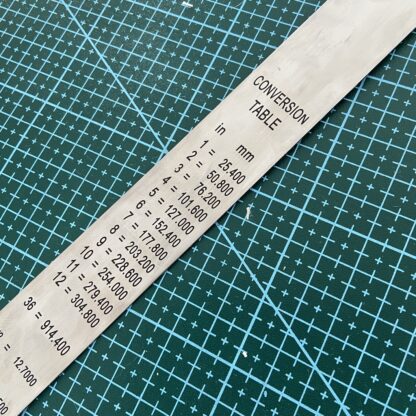 CONVERSION
TABLE
in mm
1 = 25.400
2 = 50.800
3 = 76.200
4 = 101.600
5 = 127.000
6 = 152.400
7 = 177.800
8 = 203.200
9 = 228.600
10 = 254.000
11 = 279.400
12 = 304.800
36 = 914.400
= 12.7000